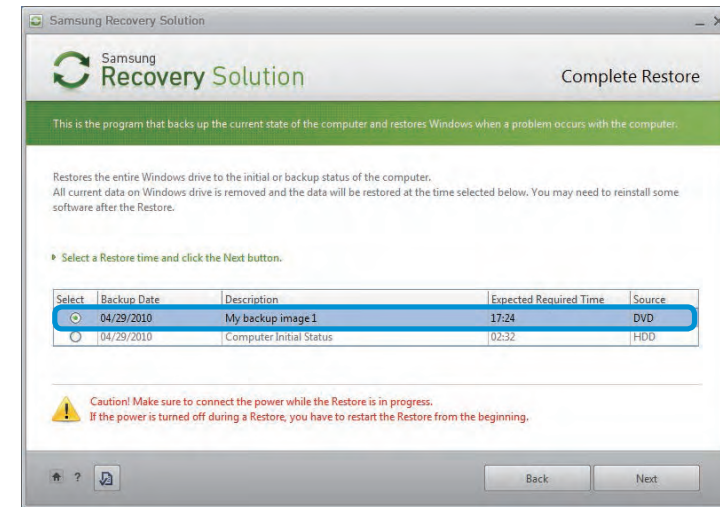 Samsung Recovery Solution
Samsung
Recovery Solution
Complete Restore
This is the program that backs up the current state of the computer and restores Windows when a problem occurs with the computer.
Restores the entire Windows drive to the initial or backup status of the computer.
All current data on Windows drive is removed and the data will be restored at the time selected below. You may need to reinstall some
software after the Restore.
Select a Restore time and click the Next button.
Select Backup Date Description Expected Required Time Source
04/29/2010 My backup image 1 17:24 DVD
04/29/2010 Computer Initial Status 02:32 HDD
Caution! Make sure to connect the power while the Restore is in progress.
If the power is turned off during a Restore, you have to restart the Restore from the beginning.
? Back Next